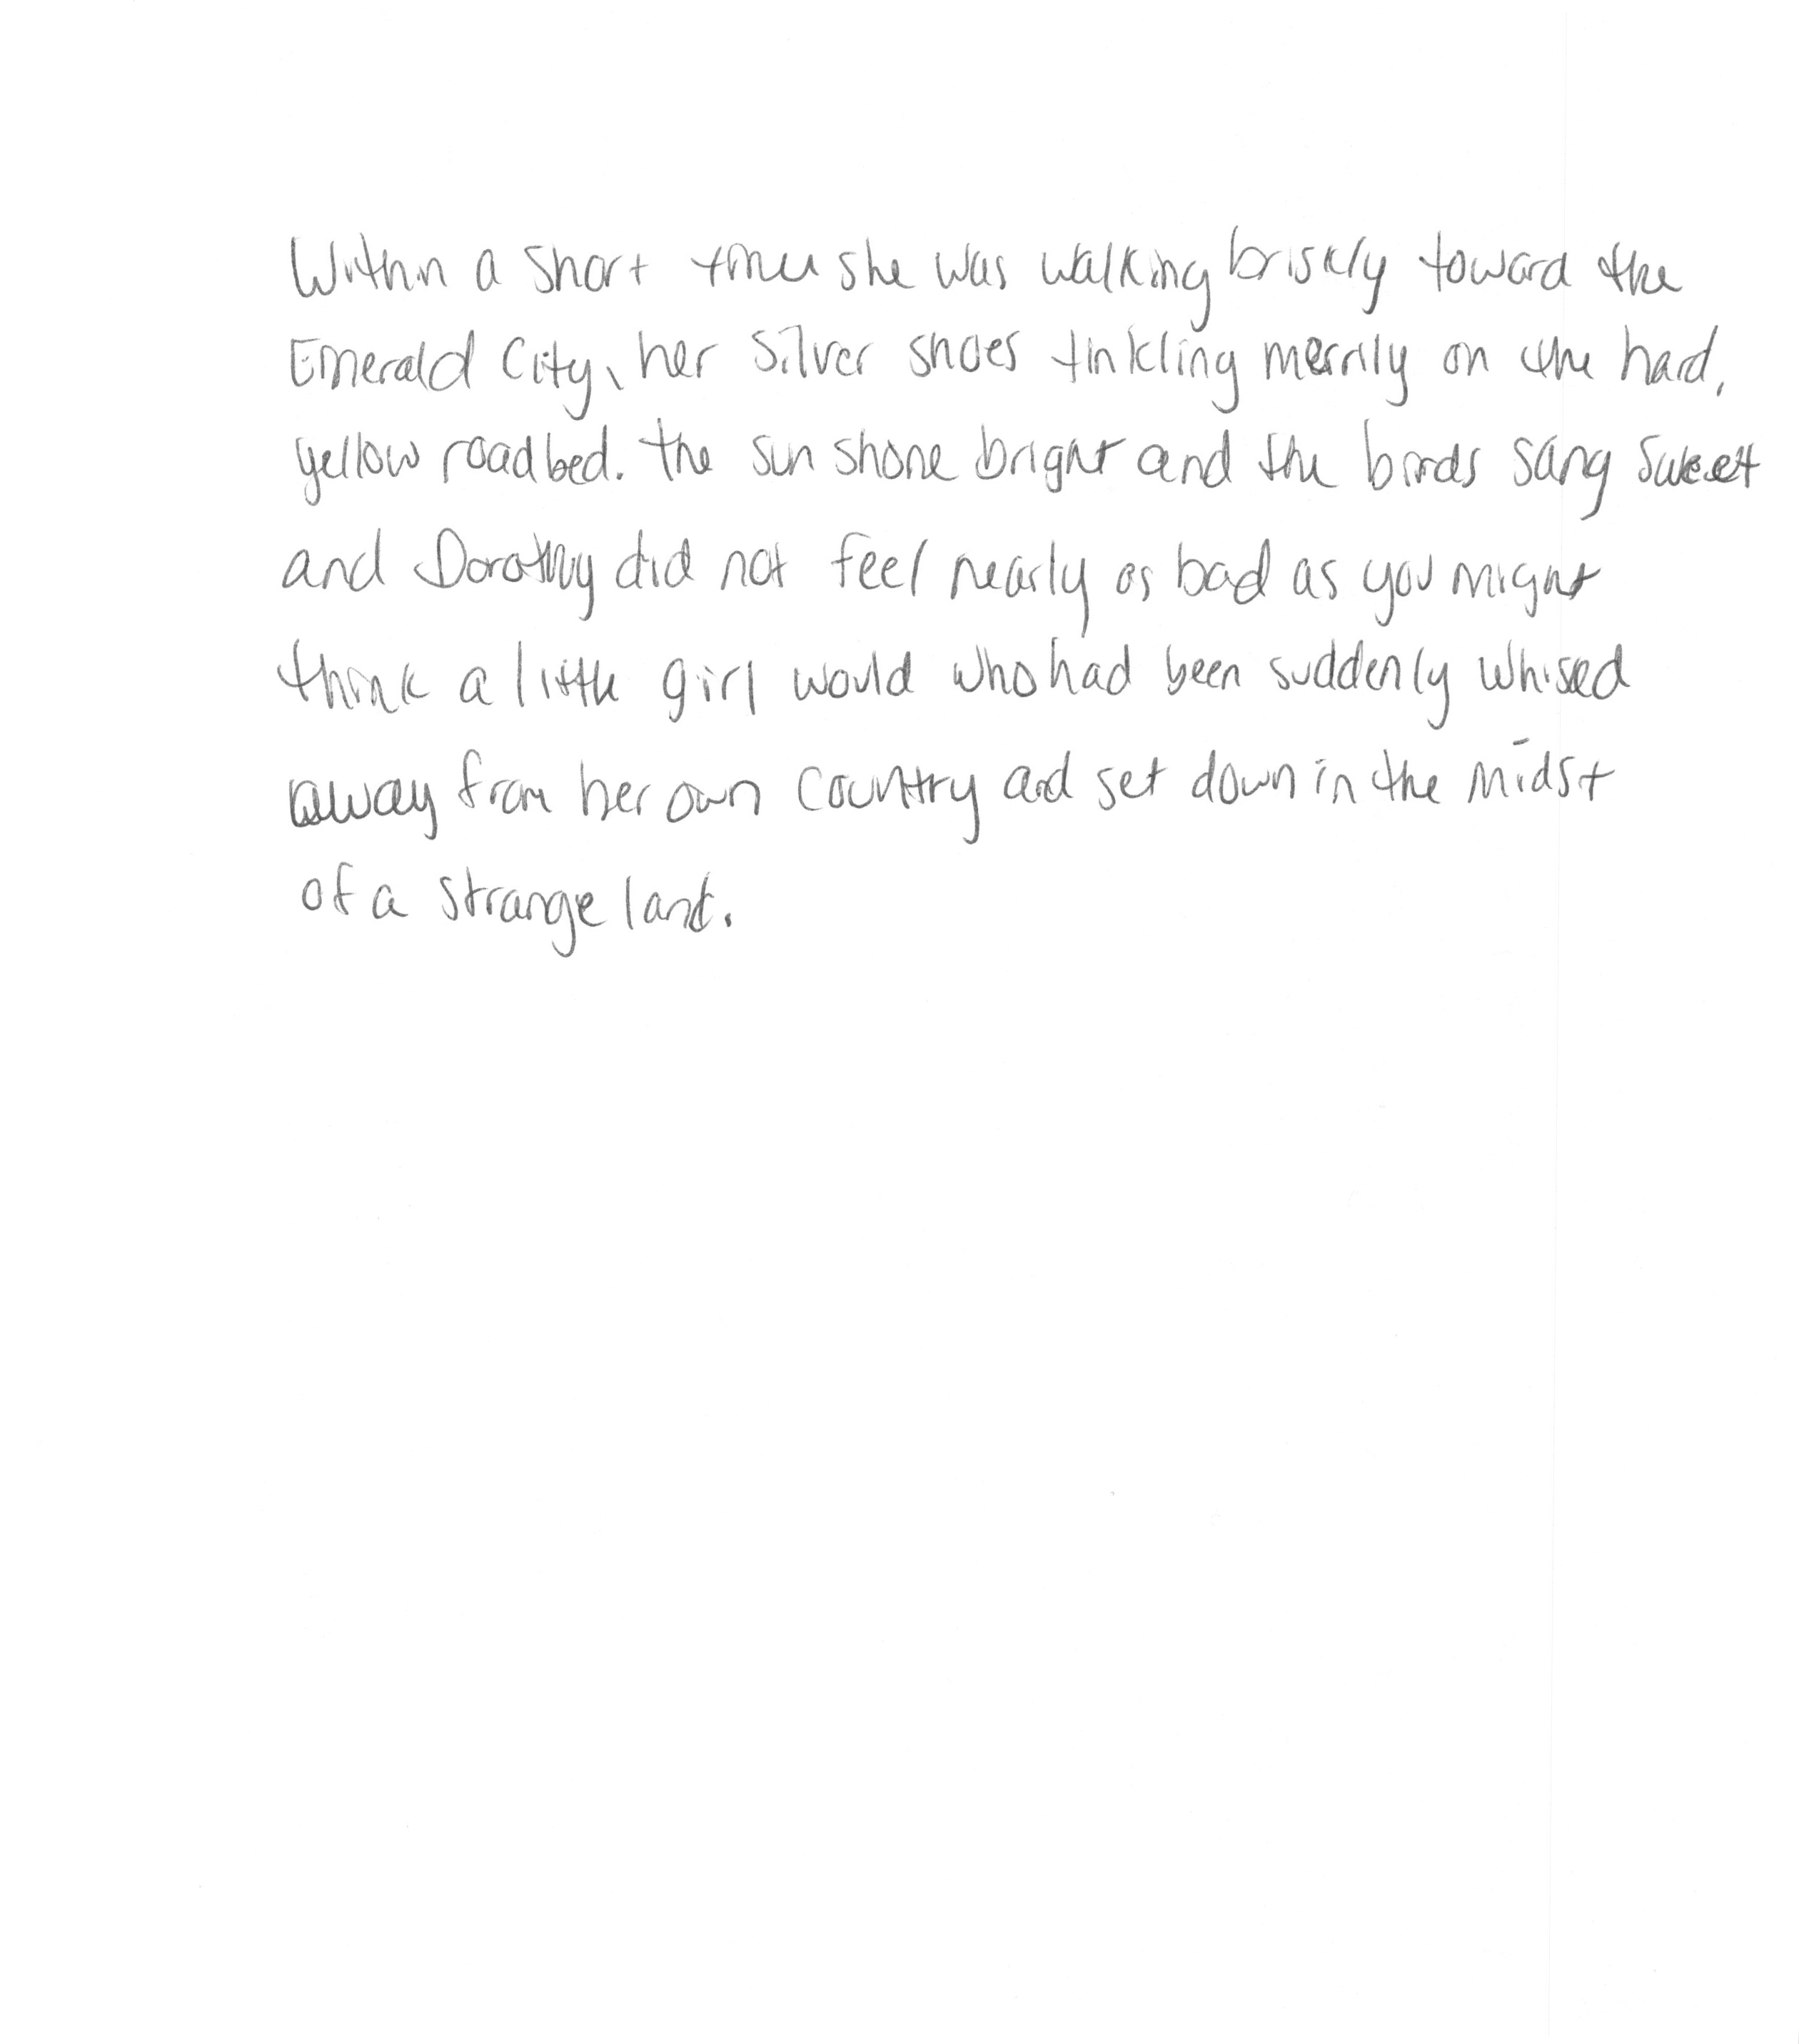 Within a short time she was walking briskly toward the
Emerald City, her silver shoes tinkling merrily on the hard,
yellow roadbed. the sun shone bright and the birds sang sweet
and Dorothy did not feel nearly as bad as you might
think a little girl would who had been suddenly whised
away from her own country and set down in the midst
of a strange land.